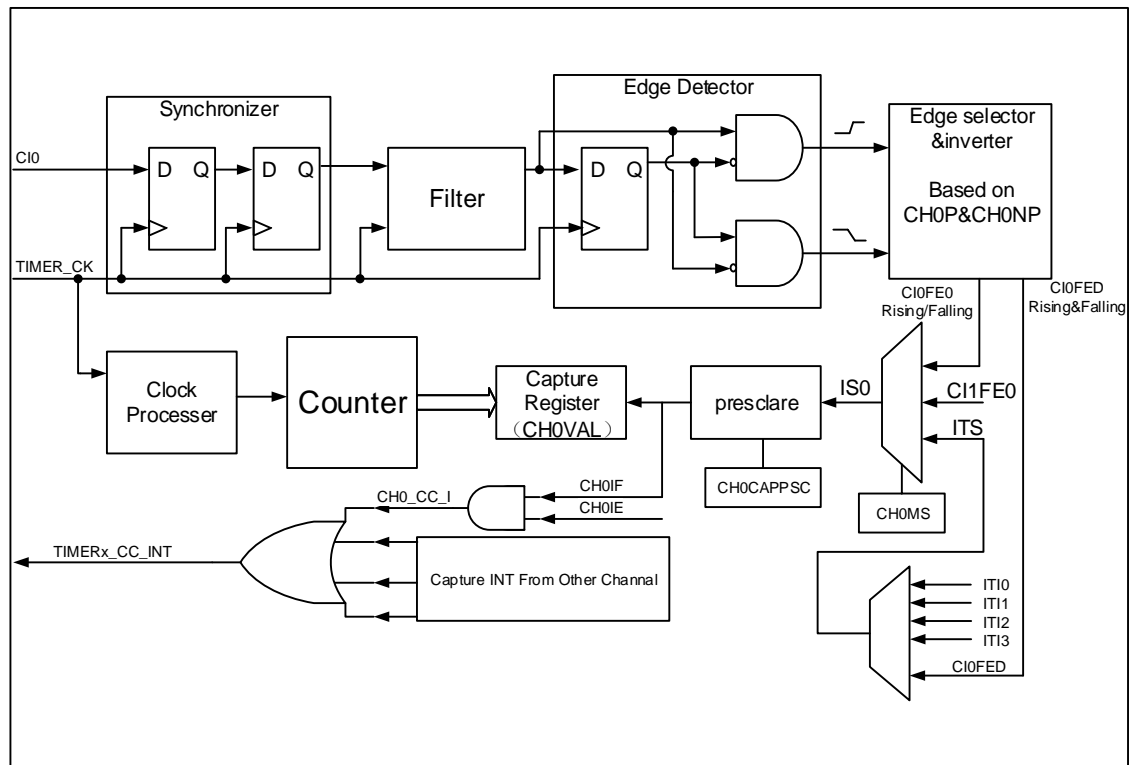 Synchronizer
Edge Detector
Edge selector
&inverter
Based on
CH0P&CH0NP
CI0
D Q
D Q
Filter
D Q
TIMER_CK
CI0FE0
Rising/Falling
CI0FED
Rising&Falling
Clock
Processer
Counter
Capture
Register
（CH0VAL）
presclare
IS0
CI1FE0
ITS
CH0CAPPSC
CH0MS
CH0_CC_I
CH0IF
CH0IE
TIMERx_CC_INT
Capture INT From Other Channal
ITI0
ITI1
ITI2
ITI3
CI0FED